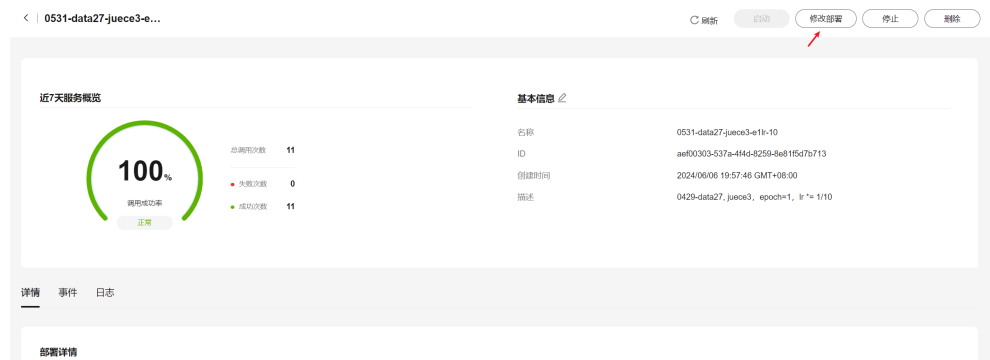 0531-data27-juece3-e...
刷新
启动
修改部署
停止
删除
近7天服务概览
100%
调用成功率
正常
总调用次数 11
失败次数 0
成功次数 11
基本信息
名称 0531-data27-juece3-e1lr-10
ID aef00303-537a-4f4d-8259-8e81f5d7b713
创建时间 2024/06/06 19:57:46 GMT+08:00
描述 0429-data27, juece3, epoch=1, lr *= 1/10
详情 事件 日志
部署详情